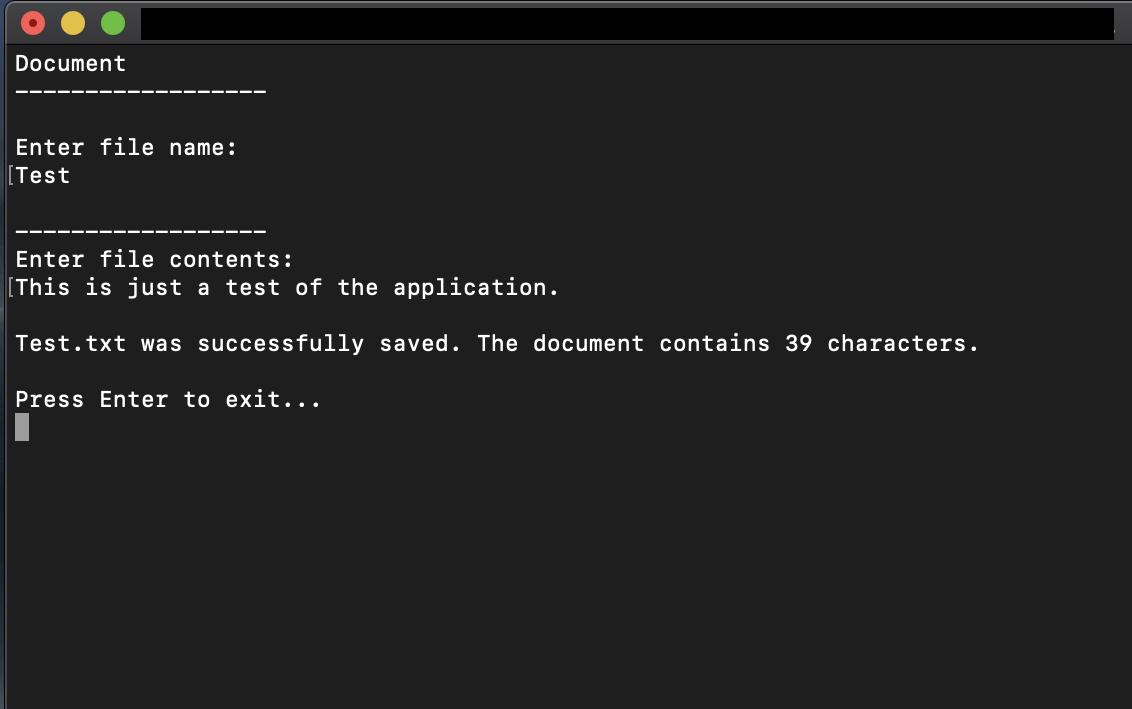 Document
------------------
Enter file name:
[Test
------------------
Enter file contents:
[This is just a test of the application.
Test.txt was successfully saved. The document contains 39 characters.
Press Enter to exit...